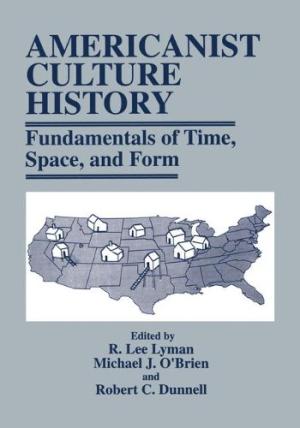 AMERICANIST
CULTURE
HISTORY
Fundamentals of Time,
Space, and Form
Edited by
R. Lee Lyman
Michael J. O'Brien
and
Robert C. Dunnell